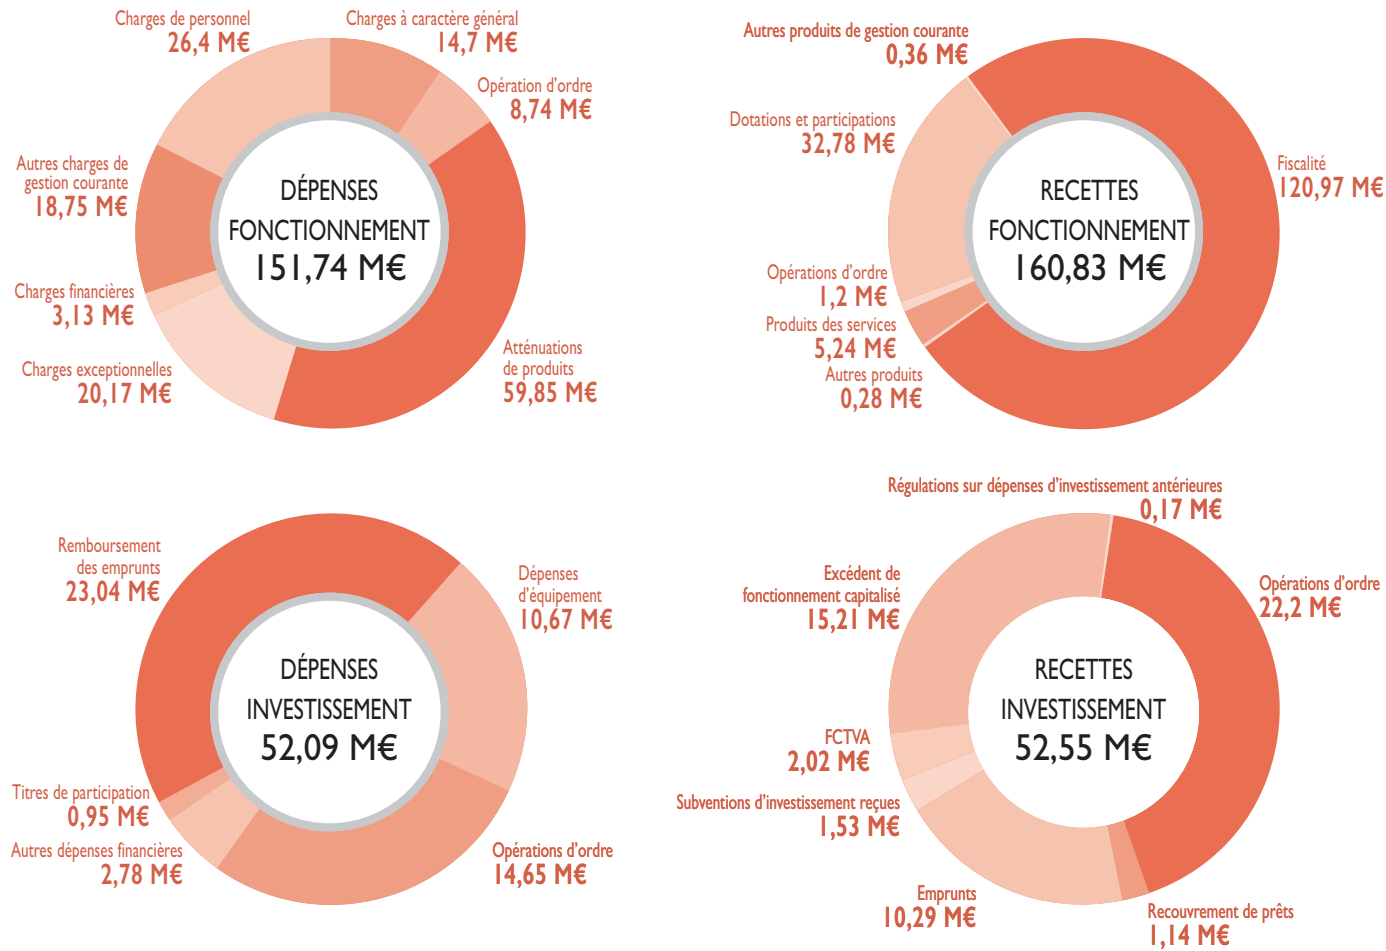 Charges de personnel
26,4 M€
Charges à caractère général
14,7 M€
Opération d'ordre
8,74 M€
Autres charges de
gestion courante
18,75 M€
DÉPENSES
FONCTIONNEMENT
151,74 M€
Charges financières
3,13 M€
Charges exceptionnelles
20,17 M€
Atténuations
de produits
59,85 M€
Autres produits de gestion courante
0,36 M€
Dotations et participations
32,78 M€
Fiscalité
120,97 M€
RECETTES
FONCTIONNEMENT
160,83 M€
Opérations d'ordre
1,2 M€
Produits des services
5,24 M€
Autres produits
0,28 M€
Remboursement
des emprunts
23,04 M€
Dépenses
d'équipement
10,67 M€
DÉPENSES
INVESTISSEMENT
52,09 M€
Titres de participation
0,95 M€
Autres dépenses financières
2,78 M€
Opérations d'ordre
14,65 M€
Régulations sur dépenses d'investissement antérieures
0,17 M€
Excédent de
fonctionnement capitalisé
15,21 M€
Opérations d'ordre
22,2 M€
RECETTES
INVESTISSEMENT
52,55 M€
FCTVA
2,02 M€
Subventions d'investissement reçues
1,53 M€
Emprunts
10,29 M€
Recouvrement de prêts
1,14 M€